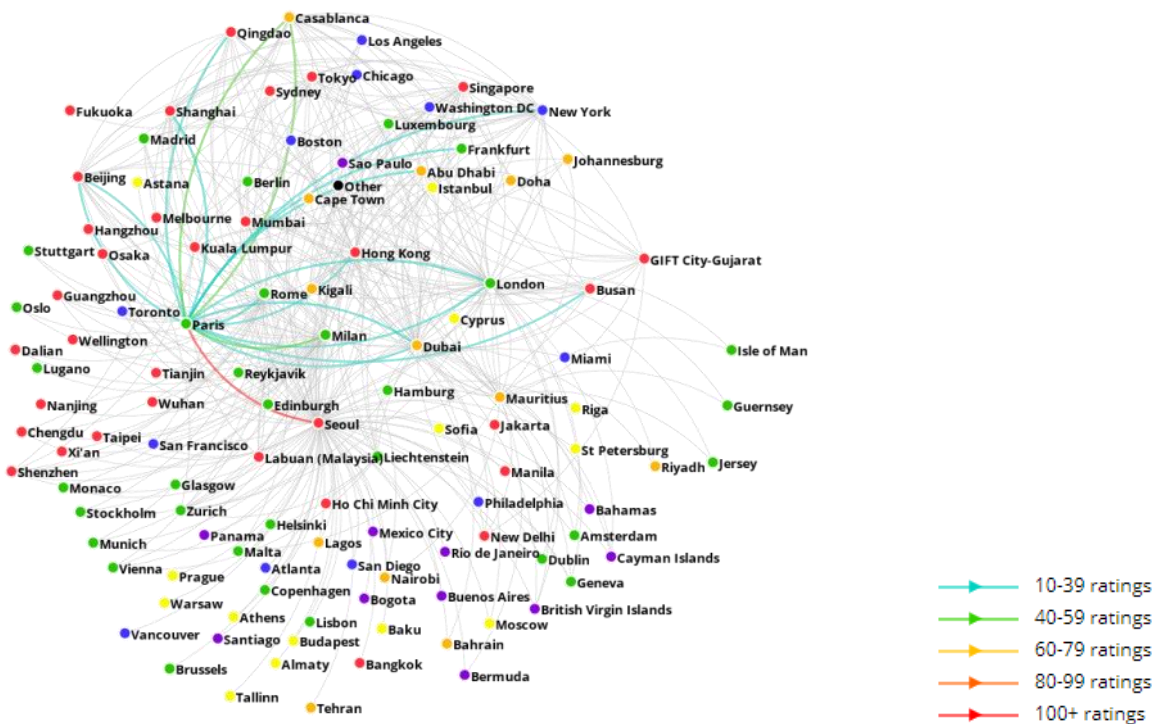 Casablanca
Qingdao
Los Angeles
Tokyo
Chicago
Sydney
Singapore
Fukuoka
Shanghai
Washington DC
New York
Luxembourg
Madrid
Boston
Frankfurt
Johannesburg
Sao Paulo
Abu Dhabi
Beijing
Astana
Berlin
Other
Istanbul
Doha
Cape Town
Melbourne
Mumbai
Hangzhou
Stuttgart
Osaka
Kuala Lumpur
Hong Kong
GIFT City-Gujarat
London
Busan
Guangzhou
Rome
Kigali
Oslo
Toronto
Paris
Cyprus
Wellington
Milan
Dubai
Dalian
Miami
Isle of Man
Lugano
Tianjin
Reykjavik
Hamburg
Mauritius
Nanjing
Wuhan
Edinburgh
Riga
Guernsey
Seoul
Jakarta
Chengdu
Taipei
San Francisco
Sofia
Xi'an
Labuan (Malaysia)
Liechtenstein
St Petersburg
Shenzhen
Manila
Riyadh
Jersey
Monaco
Glasgow
Ho Chi Minh City
Philadelphia
Stockholm
Zurich
Bahamas
Helsinki
Mexico City
Panama
New Delhi
Amsterdam
Munich
Malta
Lagos
Rio de Janeiro
Dublin
Cayman Islands
Vienna
Prague
Atlanta
San Diego
Nairobi
Geneva
10-39 ratings
Copenhagen
Bogota
Buenos Aires
Warsaw
British Virgin Islands
Athens
Lisbon
Moscow
40-59 ratings
Vancouver
Santiago
Budapest
Baku
Bahrain
60-79 ratings
Brussels
Almaty
Bangkok
Bermuda
80-99 ratings
Tallinn
Tehran
100+ ratings